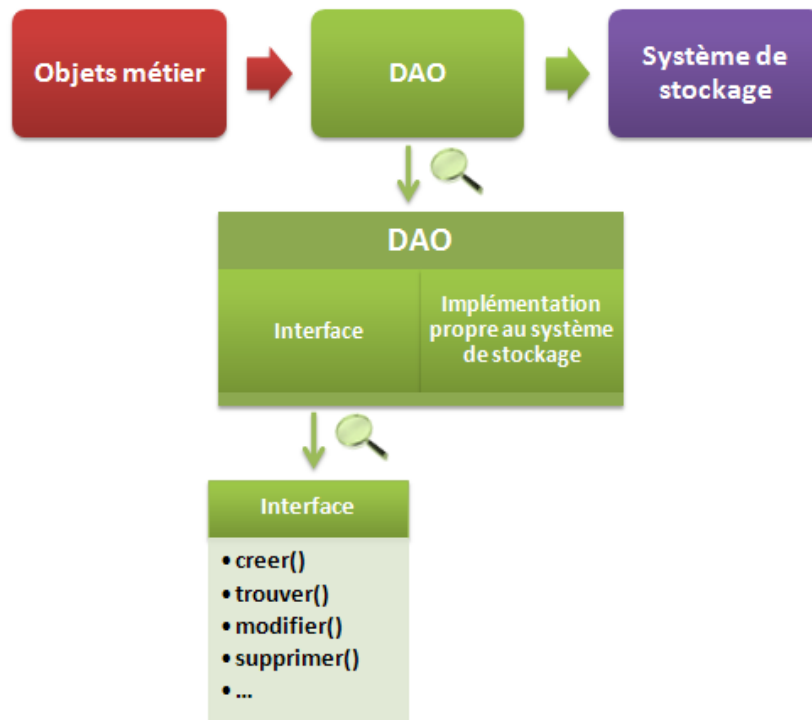 Objets métier
DAO
Système de
stockage
DAO
Interface
Implémentation
propre au système
de stockage
Interface
• creer()
• trouver()
• modifier()
• supprimer()
• ...